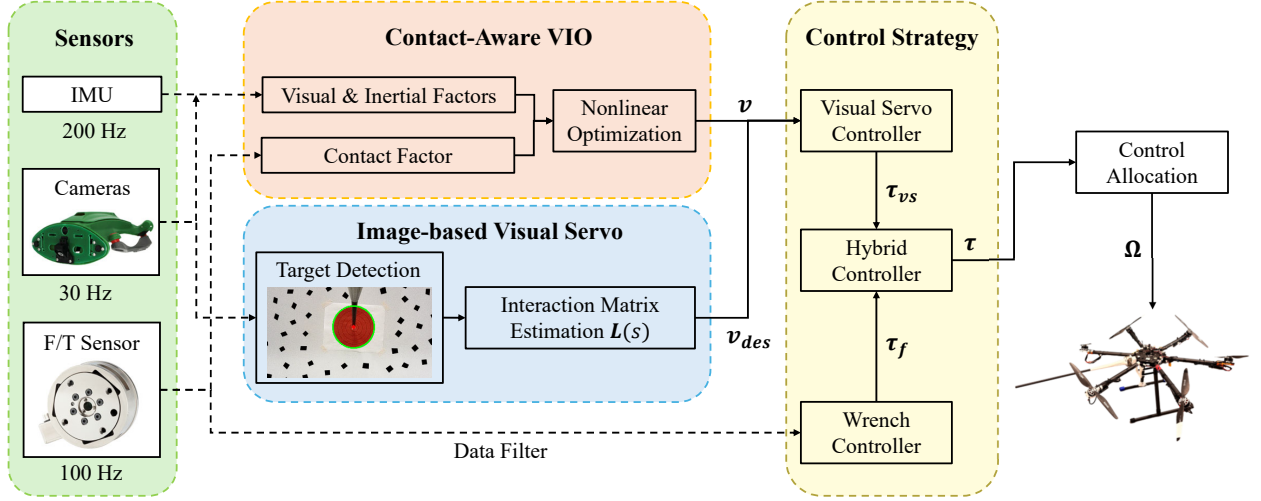 Sensors
IMU
200 Hz
Cameras
30 Hz
F/T Sensor
100 Hz
Contact-Aware VIO
Visual & Inertial Factors
Contact Factor
Nonlinear
Optimization
Image-based Visual Servo
Target Detection
Interaction Matrix
Estimation L(s)
v
v_des
Data Filter
Control Strategy
Visual Servo
Controller
τ_vs
Hybrid
Controller
τ
τ_f
Wrench
Controller
Control
Allocation
Ω